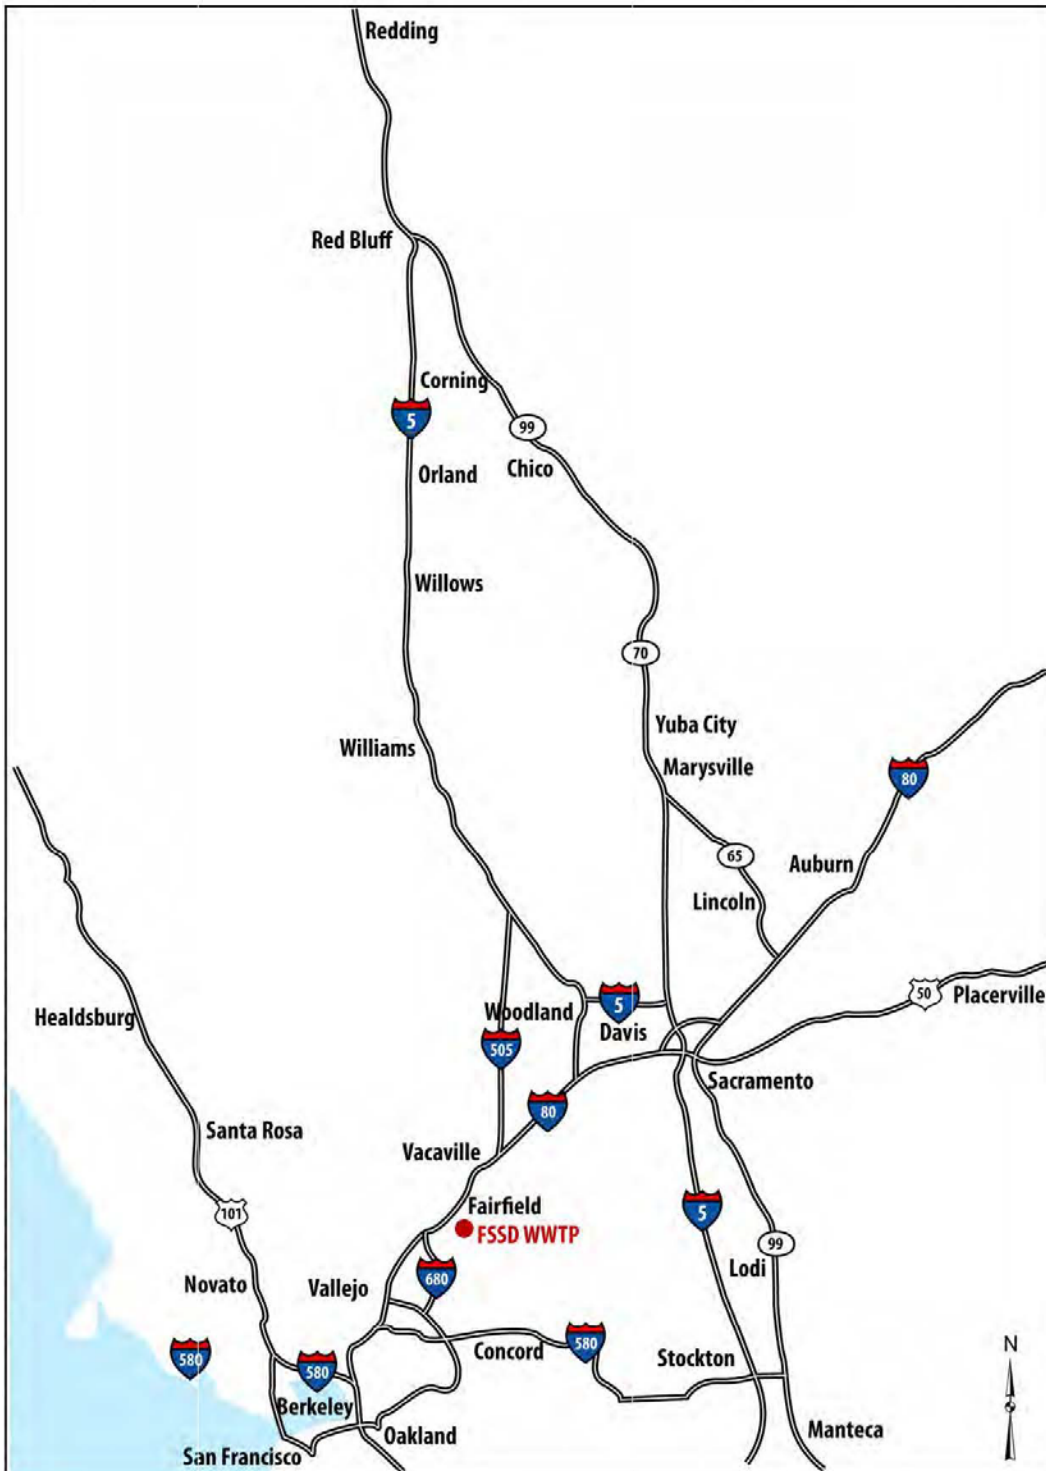 Redding
Red Bluff
Corning
5
99
Chico
Orland
Willows
70
Yuba City
Williams
Marysville
80
65
Auburn
Lincoln
50
Placerville
Woodland
5
Davis
Healdsburg
505
Sacramento
80
Santa Rosa
Vacaville
Fairfield
101
5
FSSD WWTP
99
Lodi
Novato
Vallejo
680
580
580
Concord
580
Stockton
N
Berkeley
Oakland
Manteca
San Francisco